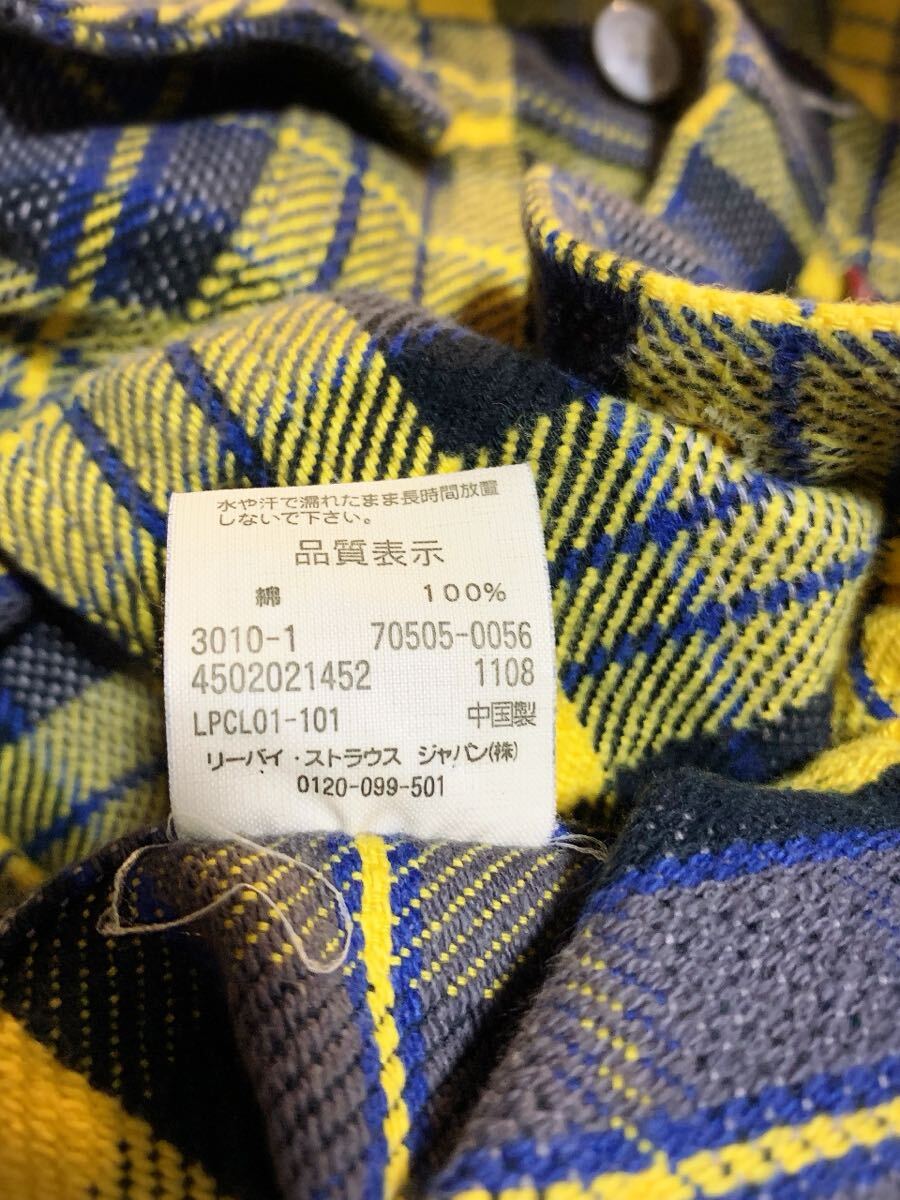 水や汗で濡れたまま長時間放置
しないで下さい。
品質表示
綿 100%
3010-1 70505-0056
4502021452 1108
LPCL01-101 中国製
リーバイ・ストラウス ジャパン(株)
0120-099-501